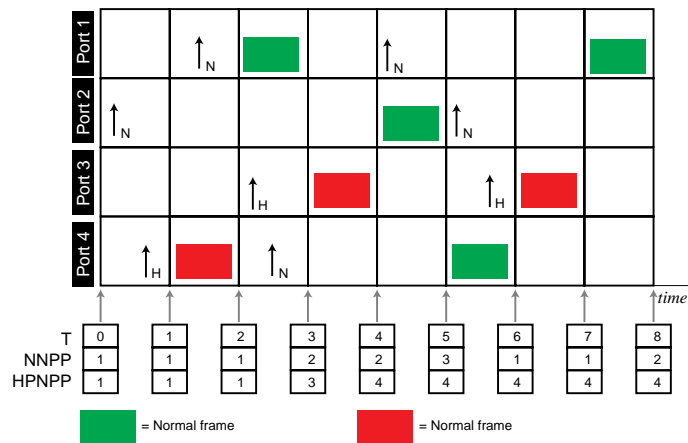 Port 1
N
N
Port 2
N
N
Port 3
H
H
Port 4
H
N
time
T 0 1 2 3 4 5 6 7 8
NNPP 1 1 1 2 2 3 1 1 2
HPNPP 1 1 1 3 4 4 4 4 4
= Normal frame = Normal frame